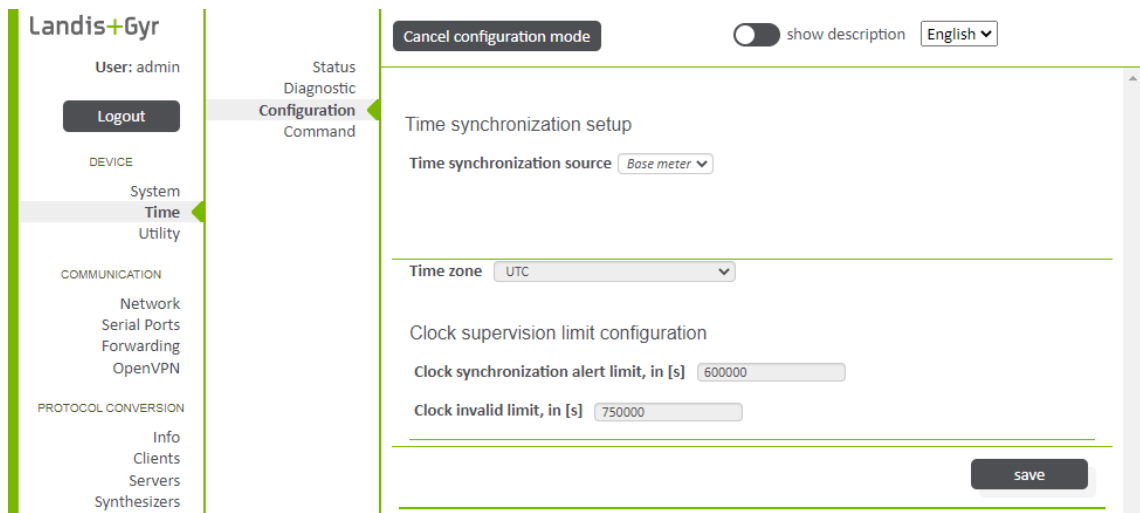 Landis+Gyr
User: admin
Logout
DEVICE
System
Time
Utility
COMMUNICATION
Network
Serial Ports
Forwarding
OpenVPN
PROTOCOL CONVERSION
Info
Clients
Servers
Synthesizers
Status
Diagnostic
Configuration
Command
Cancel configuration mode
show description
English
Time synchronization setup
Time synchronization source Base meter
Time zone UTC
Clock supervision limit configuration
Clock synchronization alert limit, in [s] 600000
Clock invalid limit, in [s] 750000
save